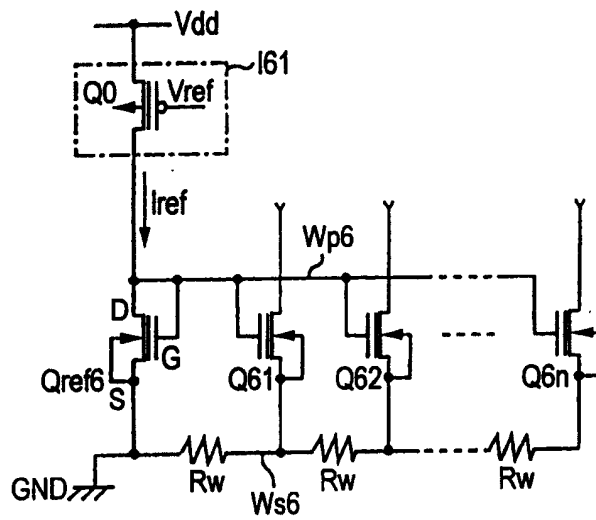 Vdd
I61
Q0
Vref
Iref
Wp6
D
G
Qref6
S
Q61
Q62
Q6n
Rw
Rw
Rw
Ws6
GND